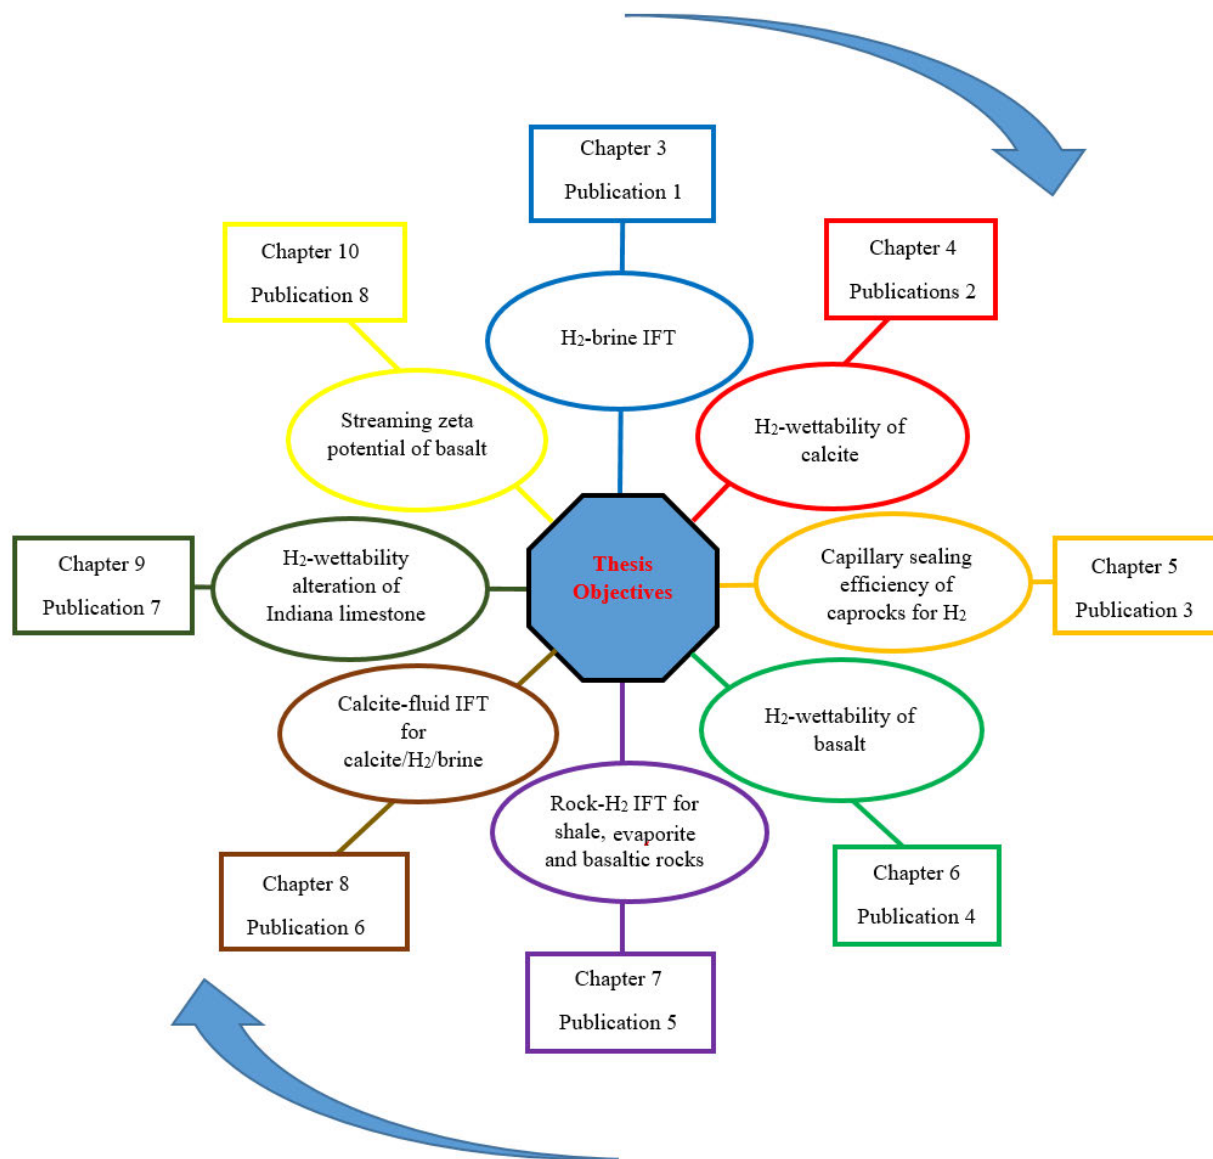 Chapter 3
Publication 1
H₂-brine IFT
Chapter 4
Publications 2
H₂-wettability of
calcite
Capillary sealing
efficiency of
caprocks for H₂
Chapter 5
Publication 3
H₂-wettability of
basalt
Chapter 6
Publication 4
Rock-H₂ IFT for
shale, evaporite
and basaltic rocks
Chapter 7
Publication 5
Calcite-fluid IFT
for
calcite/H₂/brine
Chapter 8
Publication 6
H₂-wettability
alteration of
Indiana limestone
Chapter 9
Publication 7
Streaming zeta
potential of basalt
Chapter 10
Publication 8
Thesis
Objectives